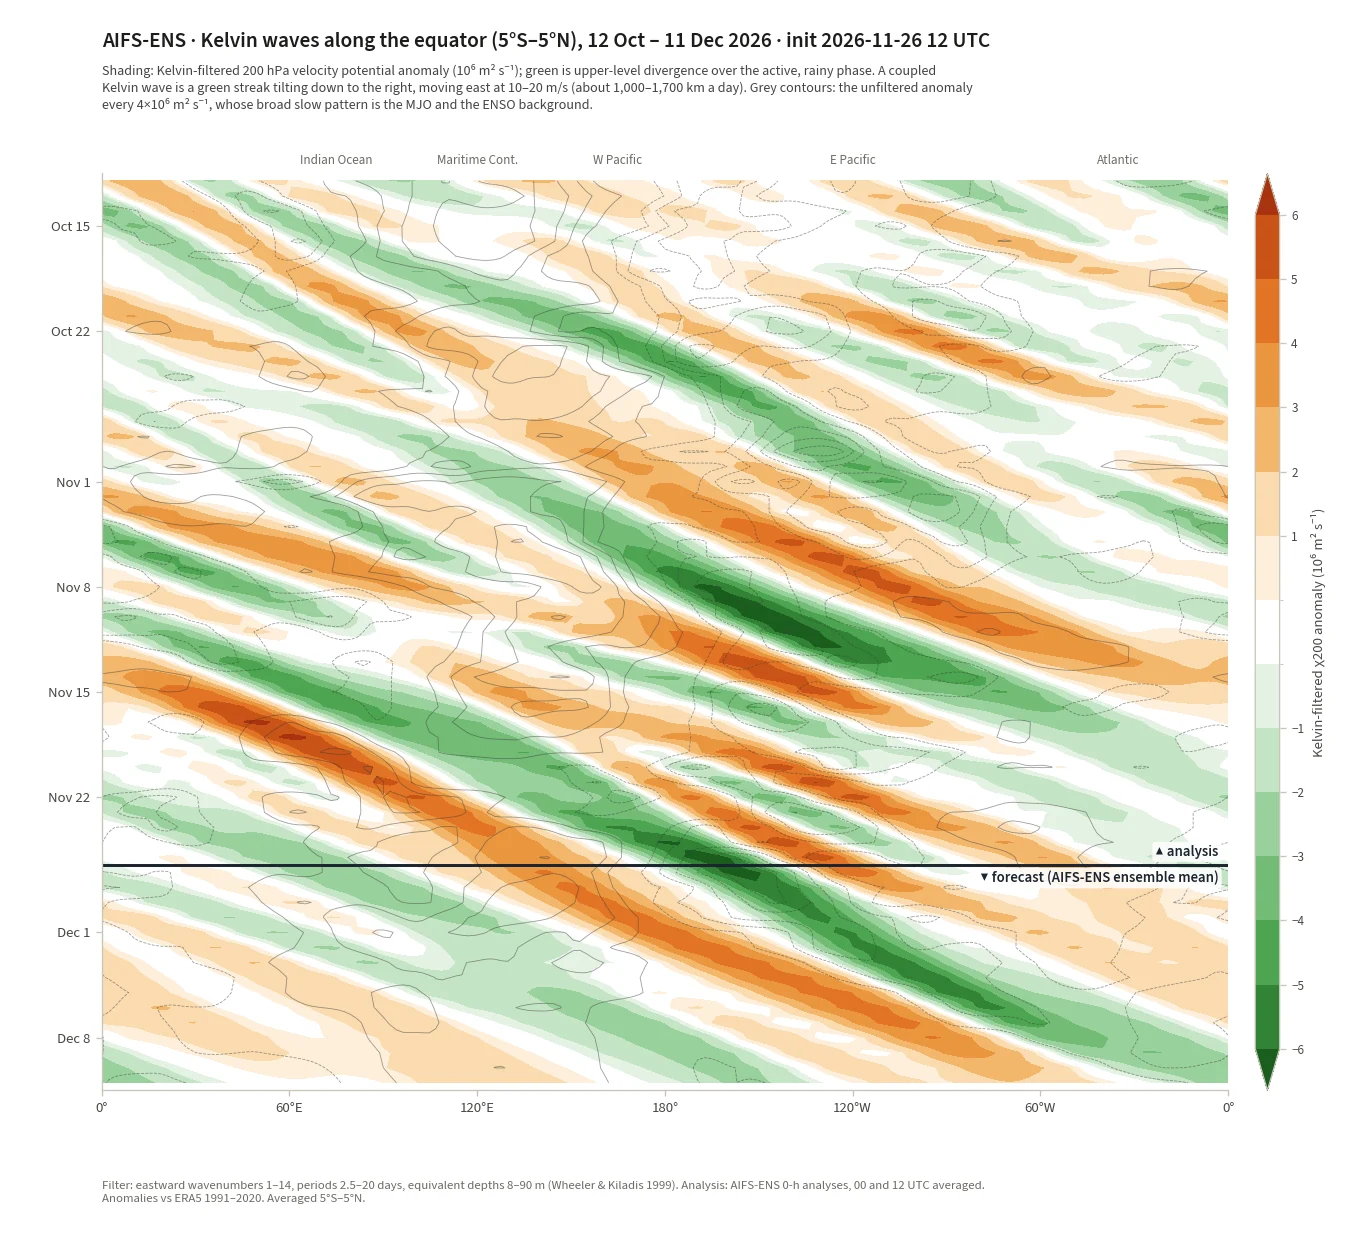 AIFS-ENS · Kelvin waves along the equator (5°S–5°N), 12 Oct – 11 Dec 2026 · init 2026-11-26 12 UTC
Shading: Kelvin-filtered 200 hPa velocity potential anomaly (10⁶ m² s⁻¹); green is upper-level divergence over the active, rainy phase. A coupled
Kelvin wave is a green streak tilting down to the right, moving east at 10–20 m/s (about 1,000–1,700 km a day). Grey contours: the unfiltered anomaly
every 4×10⁶ m² s⁻¹, whose broad slow pattern is the MJO and the ENSO background.
Indian Ocean
Maritime Cont.
W Pacific
E Pacific
Atlantic
Oct 15
Oct 22
Nov 1
Nov 8
Nov 15
Nov 22
Dec 1
Dec 8
▲ analysis
▼ forecast (AIFS-ENS ensemble mean)
0°
60°E
120°E
180°
120°W
60°W
0°
6
5
4
3
2
1
−1
−2
−3
−4
−5
−6
Kelvin-filtered χ200 anomaly (10⁶ m² s⁻¹)
Filter: eastward wavenumbers 1–14, periods 2.5–20 days, equivalent depths 8–90 m (Wheeler & Kiladis 1999). Analysis: AIFS-ENS 0-h analyses, 00 and 12 UTC averaged.
Anomalies vs ERA5 1991–2020. Averaged 5°S–5°N.